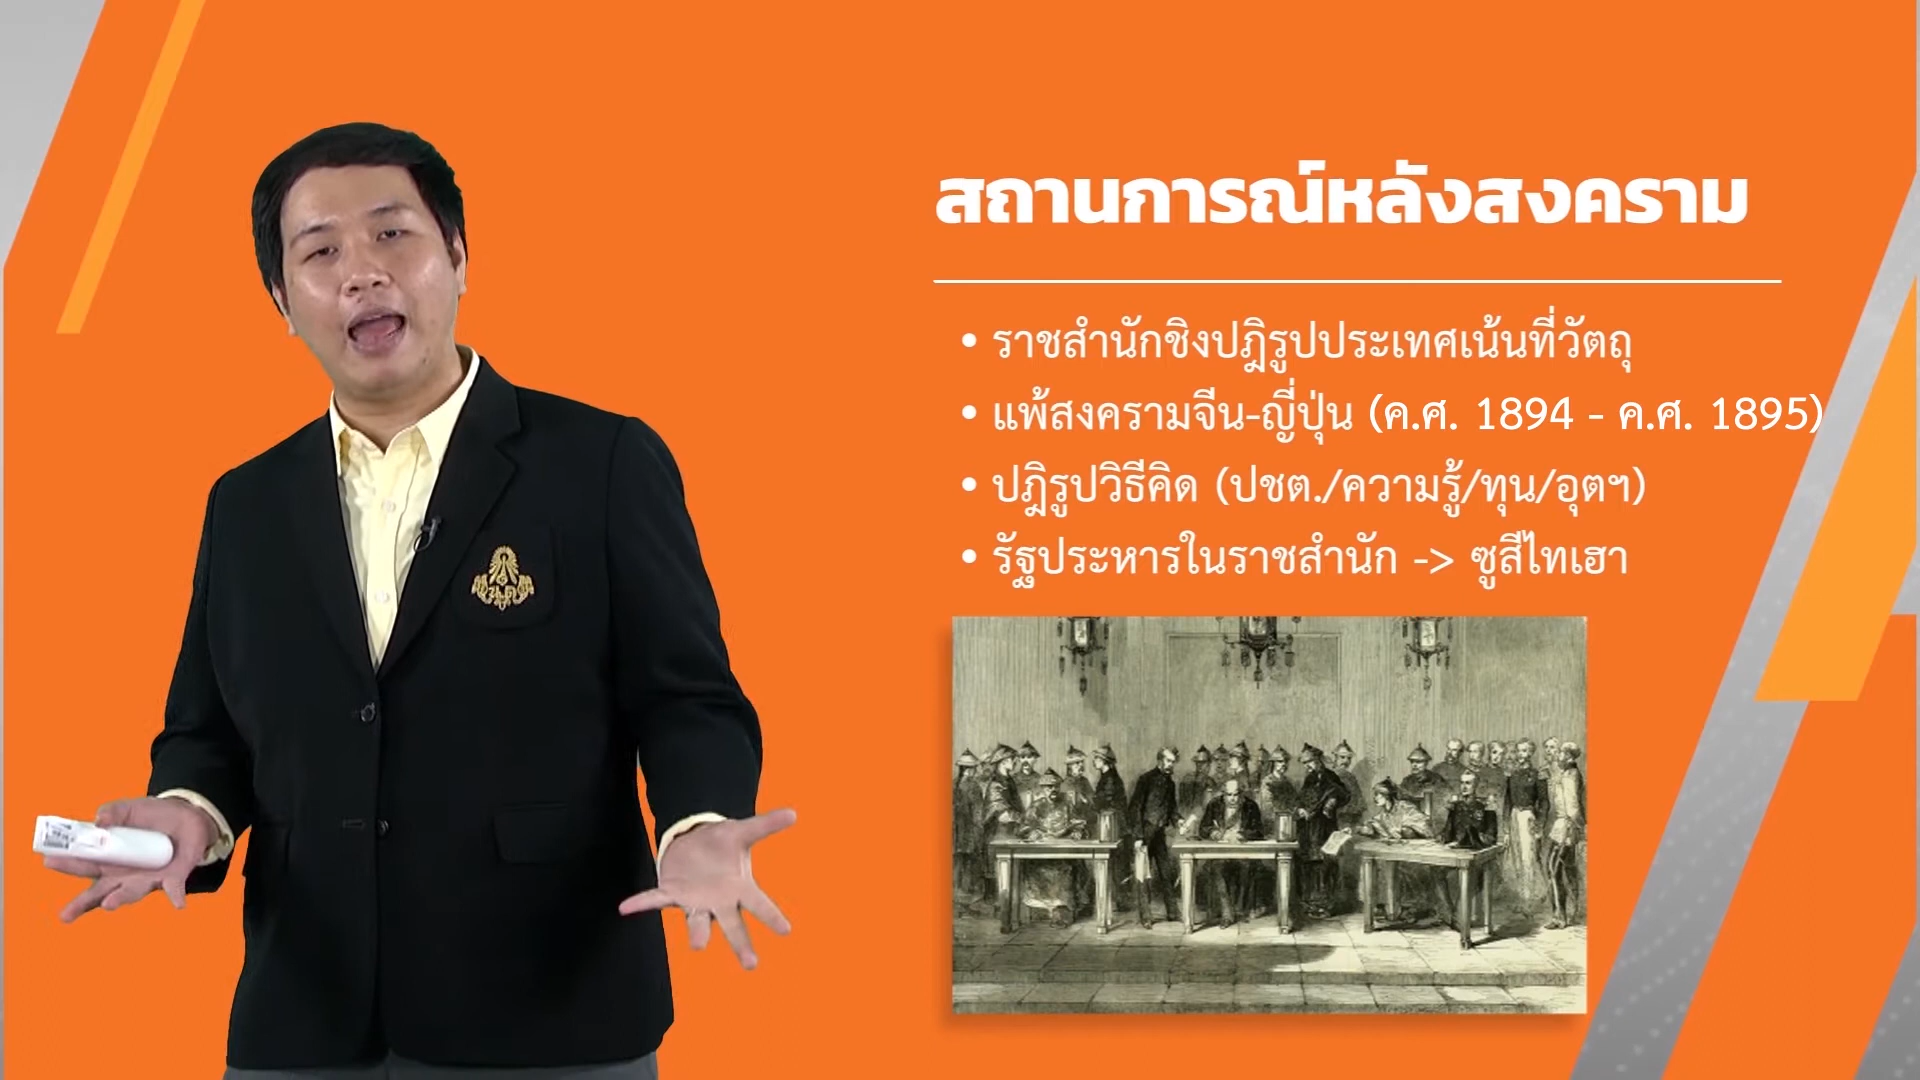 สถานการณ์หลังสงคราม
• ราชสำนักชิงปฎิรูปประเทศเน้นที่วัตถุ
• แพ้สงครามจีน-ญี่ปุ่น (ค.ศ. 1894 - ค.ศ. 1895)
• ปฎิรูปวิธีคิด (ปชต./ความรู้/ทุน/อุตฯ)
• รัฐประหารในราชสำนัก -> ซูสีไทเฮา